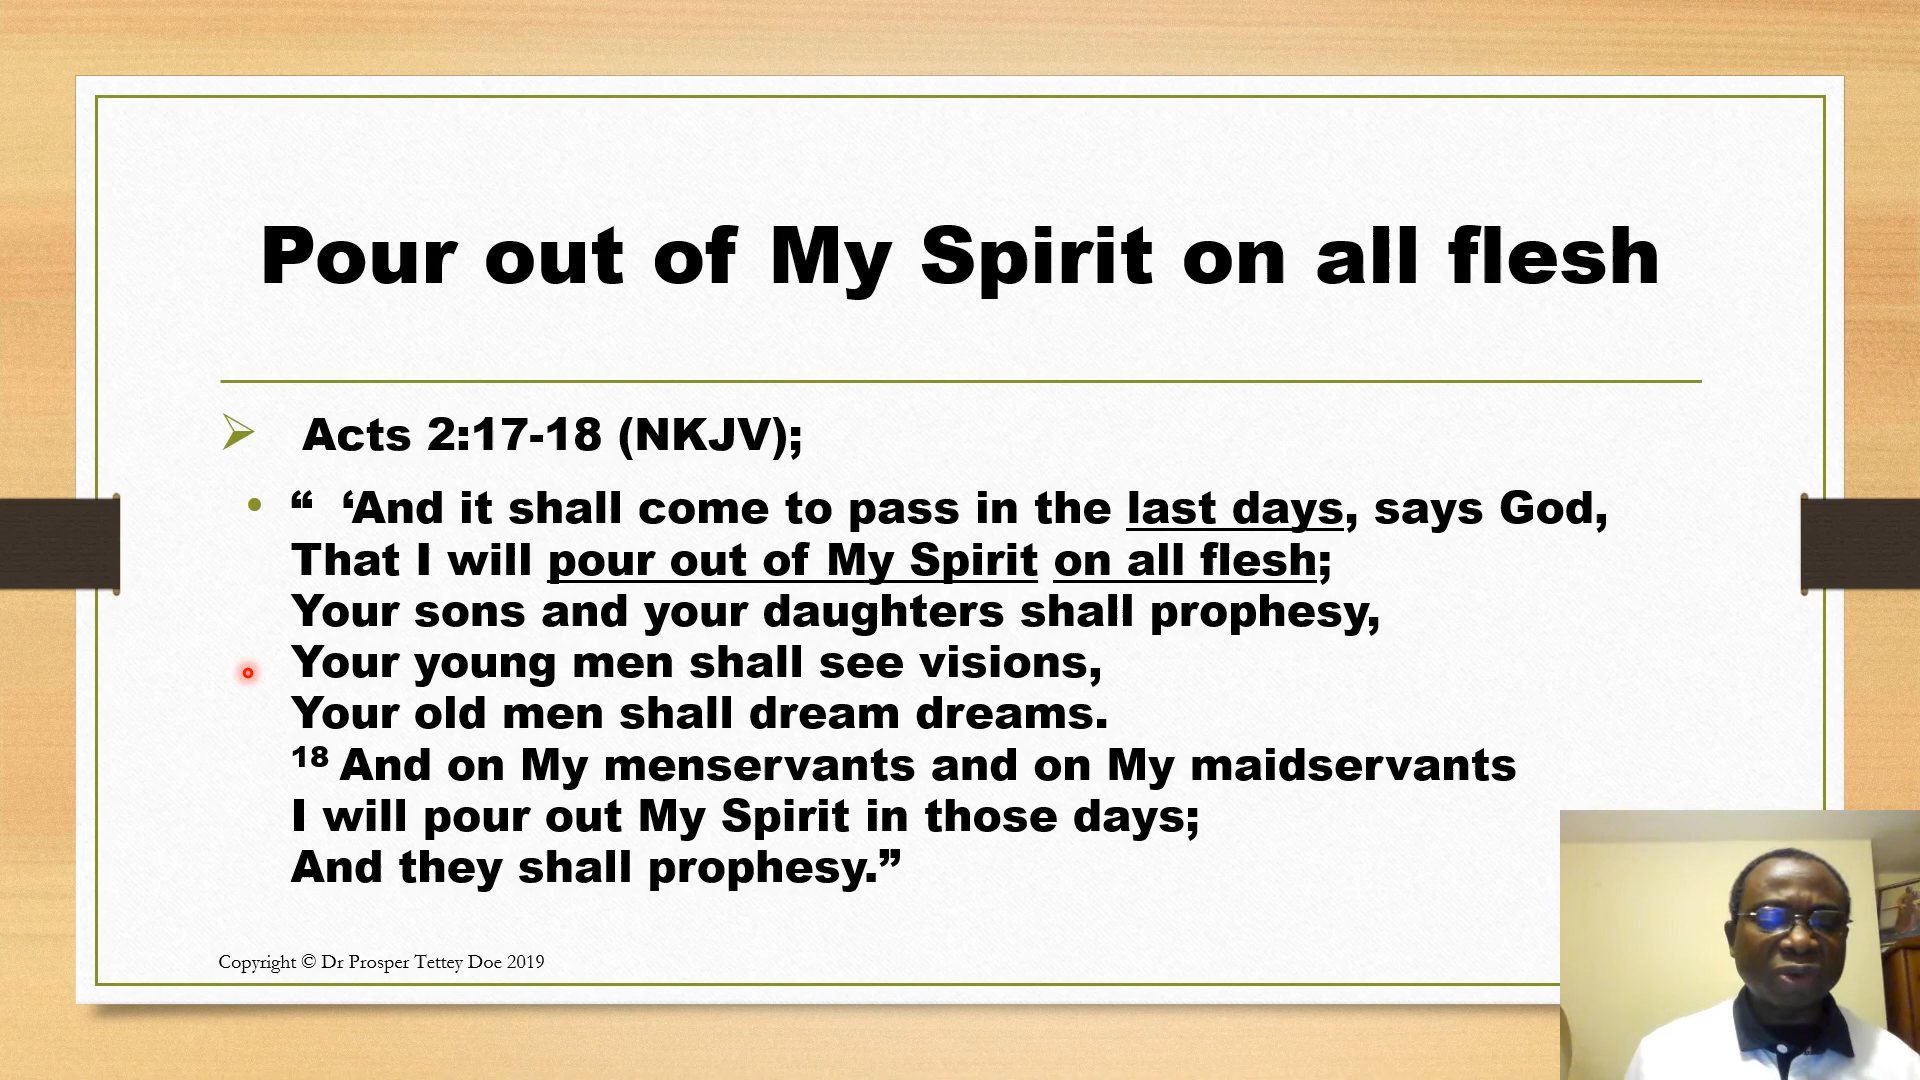 Pour out of My Spirit on all flesh
Acts 2:17-18 (NKJV);
“ ‘And it shall come to pass in the last days, says God,
That I will pour out of My Spirit on all flesh;
Your sons and your daughters shall prophesy,
Your young men shall see visions,
Your old men shall dream dreams.
18 And on My menservants and on My maidservants
I will pour out My Spirit in those days;
And they shall prophesy.”
Copyright © Dr Prosper Tettey Doe 2019